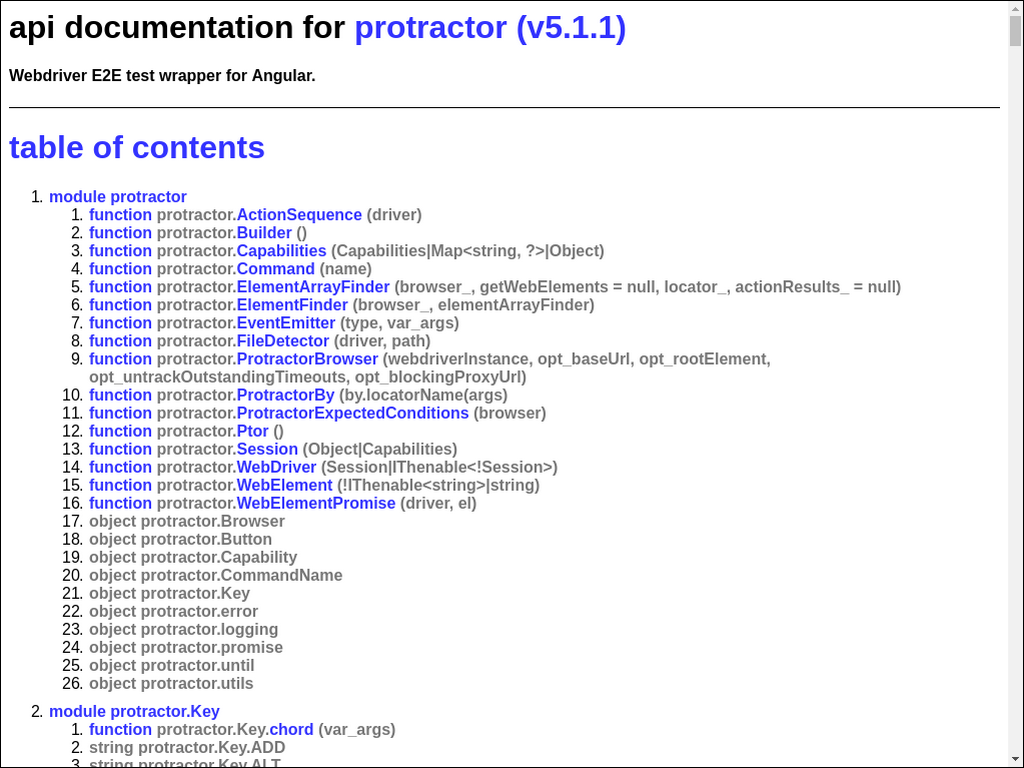 api documentation for protractor (v5.1.1)
Webdriver E2E test wrapper for Angular.
table of contents
1. module protractor
1. function protractor.ActionSequence (driver)
2. function protractor.Builder ()
3. function protractor.Capabilities (Capabilities|Map<string, ?>|Object)
4. function protractor.Command (name)
5. function protractor.ElementArrayFinder (browser_, getWebElements = null, locator_, actionResults_ = null)
6. function protractor.ElementFinder (browser_, elementArrayFinder)
7. function protractor.EventEmitter (type, var_args)
8. function protractor.FileDetector (driver, path)
9. function protractor.ProtractorBrowser (webdriverInstance, opt_baseUrl, opt_rootElement,
opt_untrackOutstandingTimeouts, opt_blockingProxyUrl)
10. function protractor.ProtractorBy (by.locatorName(args)
11. function protractor.ProtractorExpectedConditions (browser)
12. function protractor.Ptor ()
13. function protractor.Session (Object|Capabilities)
14. function protractor.WebDriver (Session|IThenable<!Session>)
15. function protractor.WebElement (!IThenable<string>|string)
16. function protractor.WebElementPromise (driver, el)
17. object protractor.Browser
18. object protractor.Button
19. object protractor.Capability
20. object protractor.CommandName
21. object protractor.Key
22. object protractor.error
23. object protractor.logging
24. object protractor.promise
25. object protractor.until
26. object protractor.utils
2. module protractor.Key
1. function protractor.Key.chord (var_args)
2. string protractor.Key.ADD
3. string protractor.Key.ALT